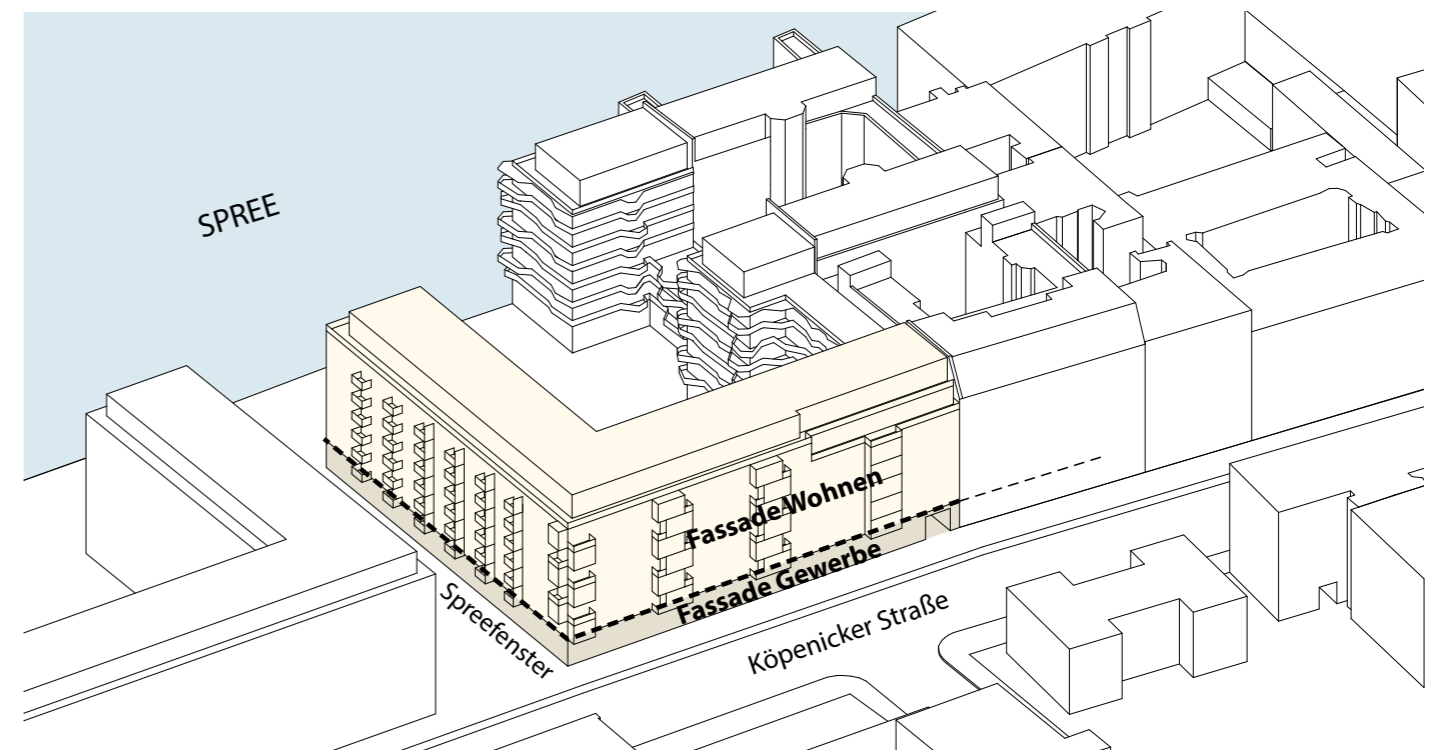 SPREE
Fassade Wohnen
Fassade Gewerbe
Spreefenster
Köpenicker Straße